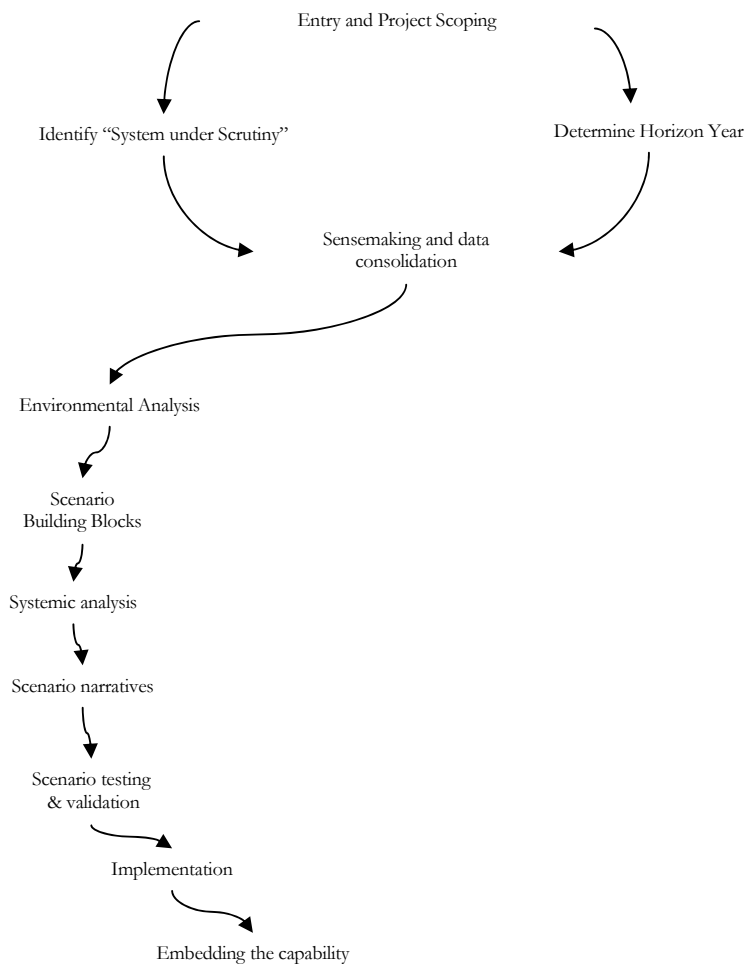 Entry and Project Scoping
Identify “System under Scrutiny”
Determine Horizon Year
Sensemaking and data
consolidation
Environmental Analysis
Scenario
Building Blocks
Systemic analysis
Scenario narratives
Scenario testing
& validation
Implementation
Embedding the capability